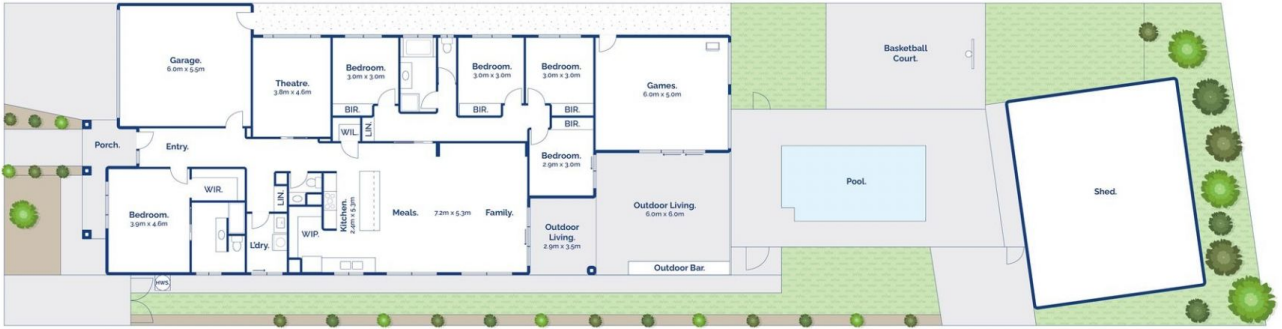 Garage.
6.0m x 5.5m
Theatre.
3.8m x 4.6m
Bedroom.
3.0m x 3.0m
BIR.
Bedroom.
3.0m x 3.0m
BIR.
Bedroom.
3.0m x 3.0m
BIR.
Games.
6.0m x 5.0m
Basketball
Court.
WIL.
LIN.
BIR.
Bedroom.
2.9m x 3.0m
Porch.
Entry.
Bedroom.
3.9m x 4.6m
WIR.
LIN.
L'dry.
WIP.
Kitchen.
2.4m x 5.3m
Meals.
7.2m x 5.3m
Family.
Outdoor
Living.
2.9m x 3.5m
Outdoor Living.
6.0m x 6.0m
Outdoor Bar.
Pool.
Shed.
HWS